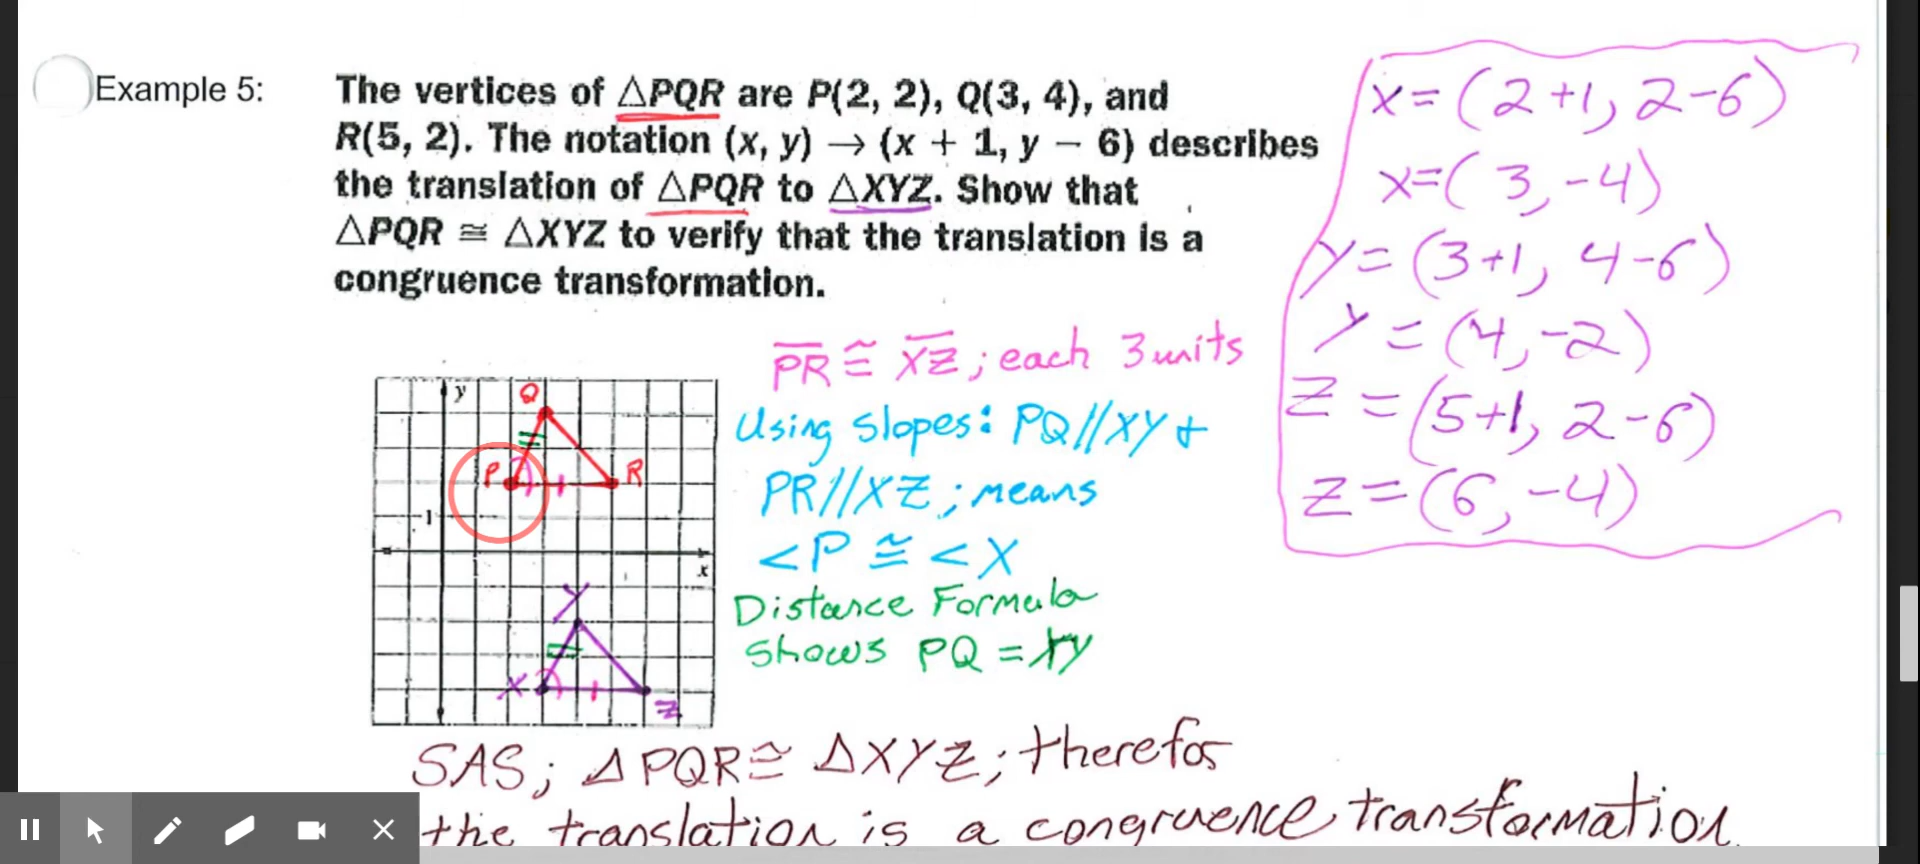 Example 5:
The vertices of △PQR are P(2, 2), Q(3, 4), and
R(5, 2). The notation (x, y) → (x + 1, y − 6) describes
the translation of △PQR to △XYZ. Show that
△PQR ≅ △XYZ to verify that the translation is a
congruence transformation.
x=(2+1, 2-6)
x=(3,-4)
y=(3+1, 4-6)
y=(4,-2)
z=(5+1, 2-6)
z=(6,-4)
PR ≅ XZ; each 3 units
Using Slopes: PQ//XY +
PR//XZ; means
<P ≅ <X
Distance Formula
Shows PQ = XY
y
Q
P
R
1
x
Y
X
Z
SAS; △PQR ≅ △XYZ; therefor
the translation is a congruence transformation.